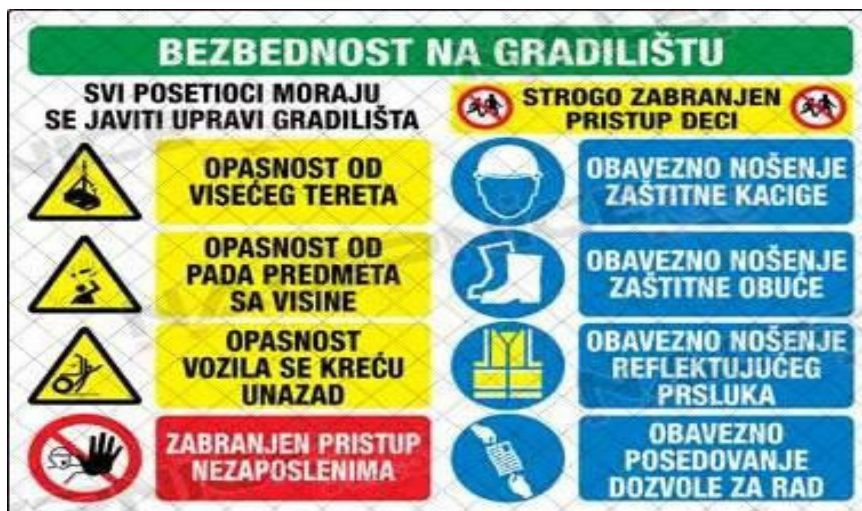 BEZBEDNOST NA GRADILIŠTU
SVI POSETIOCI MORAJU
SE JAVITI UPRAVI GRADILIŠTA
STROGO ZABRANJEN
PRISTUP DECI
OPASNOST OD
VISEĆEG TERETA
OBAVEZNO NOŠENJE
ZAŠTITNE KACIGE
OPASNOST OD
PADA PREDMETA
SA VISINE
OBAVEZNO NOŠENJE
ZAŠTITNE OBUĆE
OPASNOST
VOZILA SE KREĆU
UNAZAD
OBAVEZNO NOŠENJE
REFLEKTUJUĆEG
PRSLUKA
ZABRANJEN PRISTUP
NEZAPOSLENIMA
OBAVEZNO
POSEDOVANJE
DOZVOLE ZA RAD